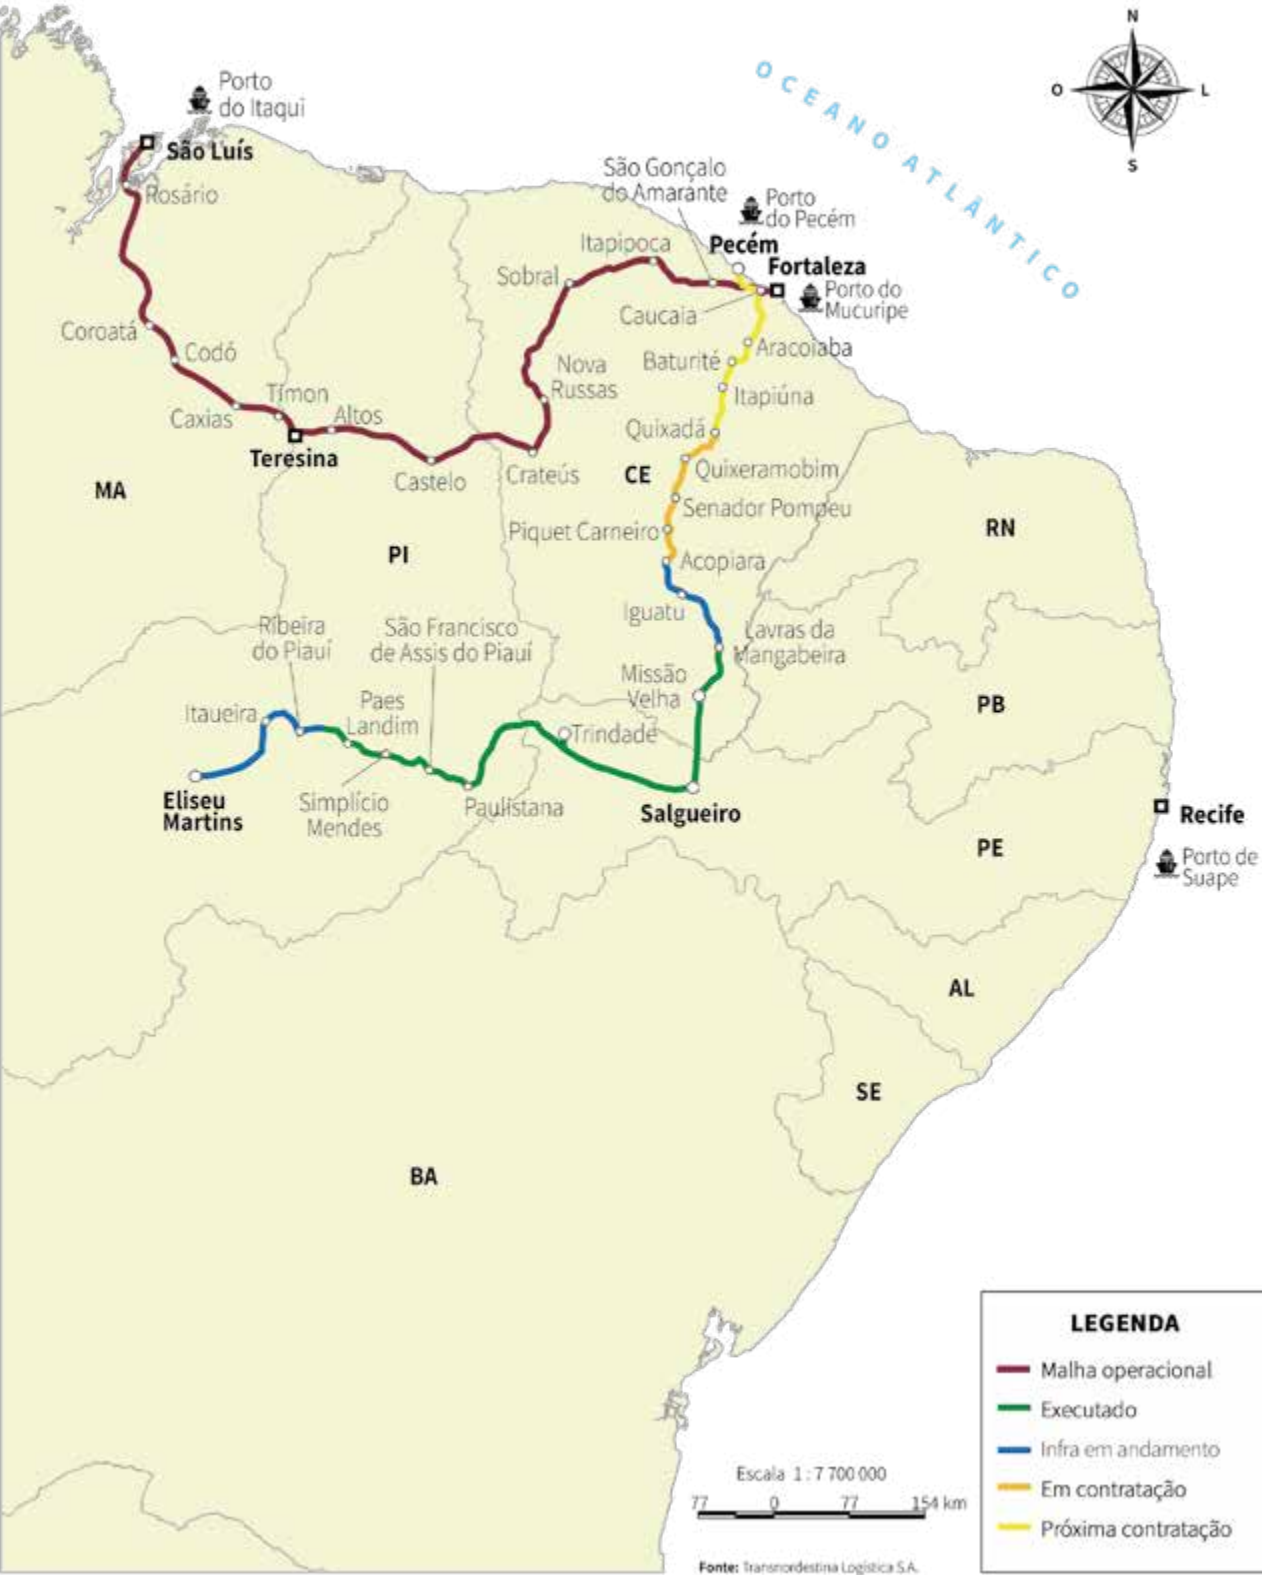 N
O
L
S
OCEANO ATLÂNTICO
Porto
do Itaqui
São Luís
Rosário
São Gonçalo
do Amarante
Porto
do Pecém
Pecém
Itapipoca
Fortaleza
Sobral
Porto do
Mucuripe
Caucaia
Coroatá
Codó
Aracoiaba
Baturité
Nova
Russas
Itapiúna
Tímon
Caxias
Altos
Quixadá
Teresina
Castelo
Crateús
CE
Quixeramobim
MA
Senador Pompeu
Piquet Carneiro
RN
PI
Acopiara
Iguatu
Ribeira
do Piauí
São Francisco
de Assis do Piauí
Lavras da
Mangabeira
Missão
Velha
Paes
Landim
PB
Itaueira
Trindade
Eliseu
Martins
Simplício
Mendes
Paulistana
Salgueiro
Recife
PE
Porto de
Suape
AL
SE
BA
LEGENDA
Malha operacional
Executado
Infra em andamento
Em contratação
Próxima contratação
Escala 1 : 7 700 000
77 0 77 154 km
Fonte: Transnordestina Logística S.A.